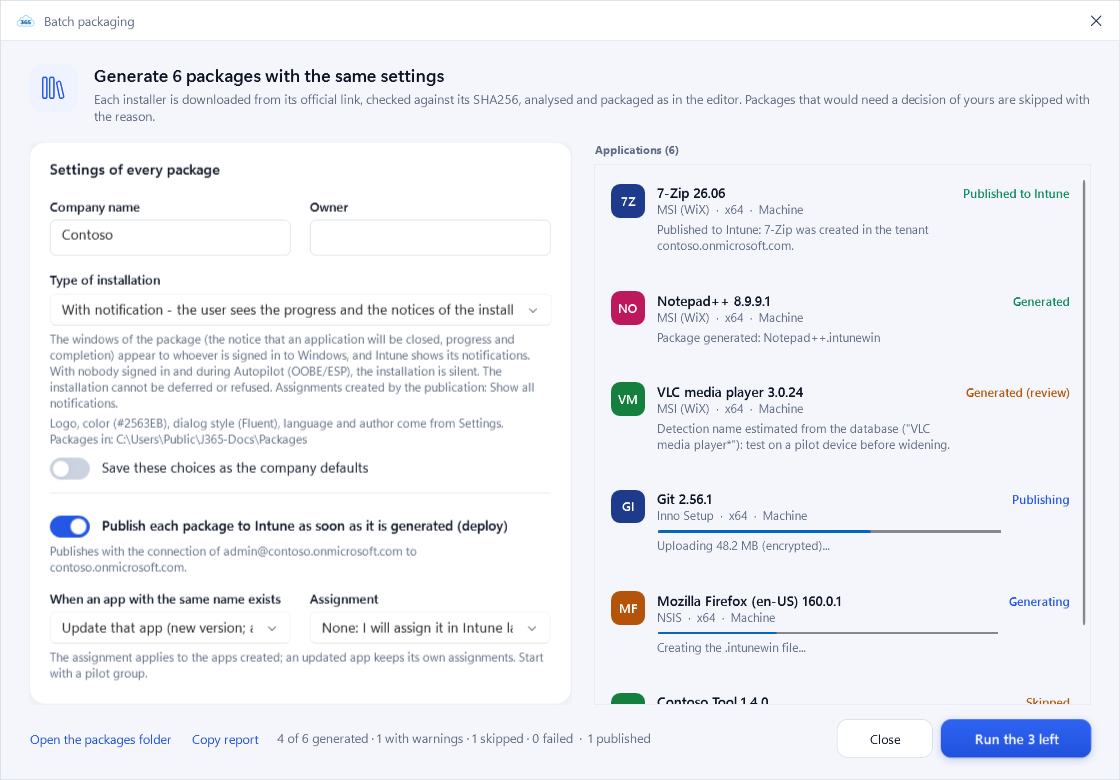 365 Batch packaging
Generate 6 packages with the same settings
Each installer is downloaded from its official link, checked against its SHA256, analysed and packaged as in the editor. Packages that would need a decision of yours are skipped with
the reason.
Settings of every package
Company name
Owner
Contoso
Type of installation
With notification - the user sees the progress and the notices of the install
The windows of the package (the notice that an application will be closed, progress and
completion) appear to whoever is signed in to Windows, and Intune shows its notifications.
With nobody signed in and during Autopilot (OOBE/ESP), the installation is silent. The
installation cannot be deferred or refused. Assignments created by the publication: Show all
notifications.
Logo, color (#2563EB), dialog style (Fluent), language and author come from Settings.
Packages in: C:\Users\Public\J365-Docs\Packages
Save these choices as the company defaults
Publish each package to Intune as soon as it is generated (deploy)
Publishes with the connection of admin@contoso.onmicrosoft.com to
contoso.onmicrosoft.com.
When an app with the same name exists
Assignment
Update that app (new version;
None: I will assign it in Intune
The assignment applies to the apps created; an updated app keeps its own assignments. Start
with a pilot group.
Applications (6)
7Z
7-Zip 26.06
Published to Intune
MSI (WiX) · x64 · Machine
Published to Intune: 7-Zip was created in the tenant
contoso.onmicrosoft.com.
NO
Notepad++ 8.9.9.1
Generated
MSI (WiX) · x64 · Machine
Package generated: Notepad++.intunewin
VM
VLC media player 3.0.24
Generated (review)
MSI (WiX) · x64 · Machine
Detection name estimated from the database ("VLC
media player*"): test on a pilot device before widening.
GI
Git 2.56.1
Publishing
Inno Setup · x64 · Machine
Uploading 48.2 MB (encrypted)...
MF
Mozilla Firefox (en-US) 160.0.1
Generating
NSIS · x64 · Machine
Creating the .intunewin file...
Contoso Tool 1.4.0
Skipped
Open the packages folder
Copy report
4 of 6 generated · 1 with warnings · 1 skipped · 0 failed · 1 published
Close
Run the 3 left